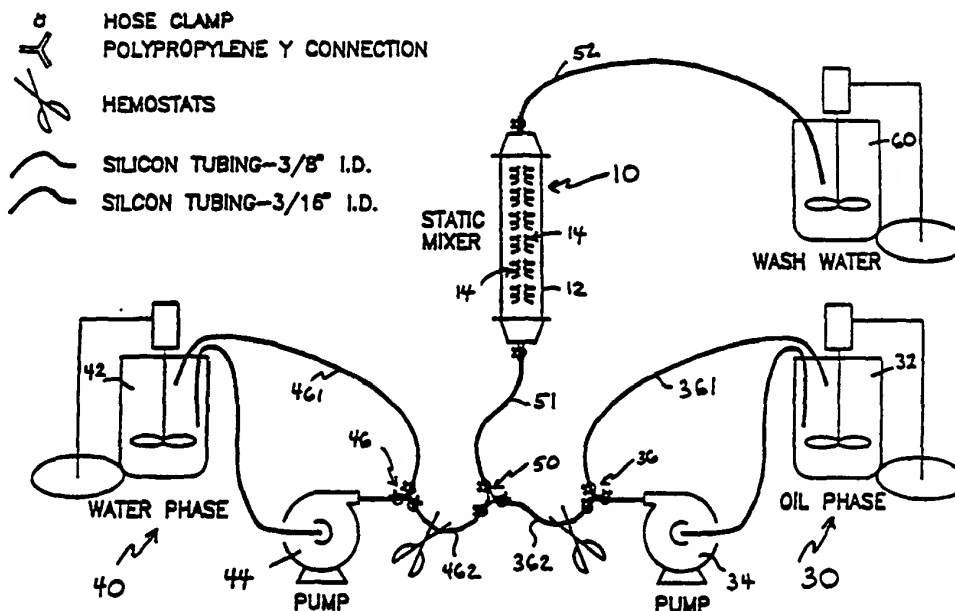 HOSE CLAMP
POLYPROPYLENE Y CONNECTION
HEMOSTATS
SILICON TUBING-3/8" I.D.
SILCON TUBING-3/16" I.D.
52
60
10
STATIC
MIXER
14
14
12
WASH WATER
42
461
51
361
32
46
50
36
WATER PHASE
OIL PHASE
40
44
462
362
34
30
PUMP
PUMP